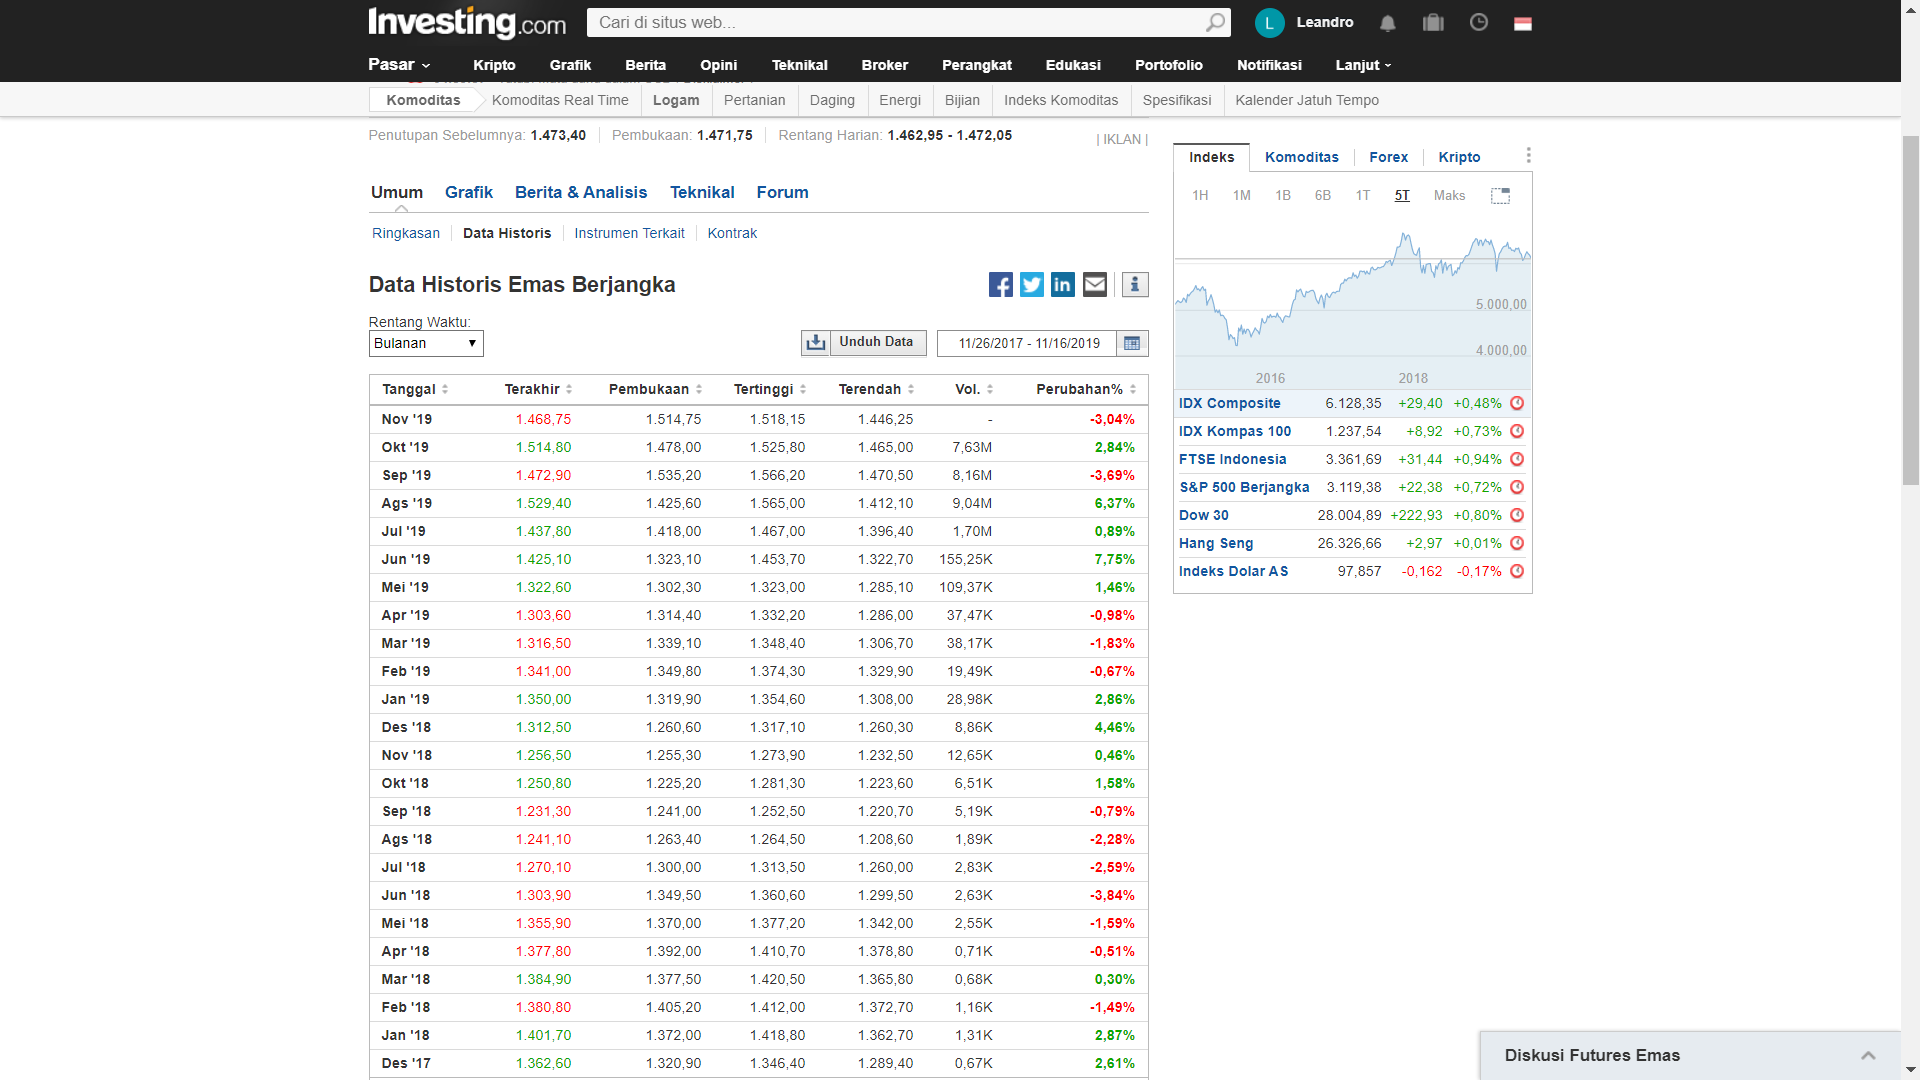 Investing.com
Cari di situs web...
L Leandro
Pasar Kripto Grafik Berita Opini Teknikal Broker Perangkat Edukasi Portofolio Notifikasi Lanjut
Komoditas Komoditas Real Time Logam Pertanian Daging Energi Bijian Indeks Komoditas Spesifikasi Kalender Jatuh Tempo
Penutupan Sebelumnya: 1.473,40 Pembukaan: 1.471,75 Rentang Harian: 1.462,95 - 1.472,05
| IKLAN |
Umum Grafik Berita & Analisis Teknikal Forum
Ringkasan Data Historis Instrumen Terkait Kontrak
Data Historis Emas Berjangka
Rentang Waktu:
Bulanan
Unduh Data
11/26/2017 - 11/16/2019
Tanggal Terakhir Pembukaan Tertinggi Terendah Vol. Perubahan%
Nov '19 1.468,75 1.514,75 1.518,15 1.446,25 - -3,04%
Okt '19 1.514,80 1.478,00 1.525,80 1.465,00 7,63M 2,84%
Sep '19 1.472,90 1.535,20 1.566,20 1.470,50 8,16M -3,69%
Ags '19 1.529,40 1.425,60 1.565,00 1.412,10 9,04M 6,37%
Jul '19 1.437,80 1.418,00 1.467,00 1.396,40 1,70M 0,89%
Jun '19 1.425,10 1.323,10 1.453,70 1.322,70 155,25K 7,75%
Mei '19 1.322,60 1.302,30 1.323,00 1.285,10 109,37K 1,46%
Apr '19 1.303,60 1.314,40 1.332,20 1.286,00 37,47K -0,98%
Mar '19 1.316,50 1.339,10 1.348,40 1.306,70 38,17K -1,83%
Feb '19 1.341,00 1.349,80 1.374,30 1.329,90 19,49K -0,67%
Jan '19 1.350,00 1.319,90 1.354,60 1.308,00 28,98K 2,86%
Des '18 1.312,50 1.260,60 1.317,10 1.260,30 8,86K 4,46%
Nov '18 1.256,50 1.255,30 1.273,90 1.232,50 12,65K 0,46%
Okt '18 1.250,80 1.225,20 1.281,30 1.223,60 6,51K 1,58%
Sep '18 1.231,30 1.241,00 1.252,50 1.220,70 5,19K -0,79%
Ags '18 1.241,10 1.263,40 1.264,50 1.208,60 1,89K -2,28%
Jul '18 1.270,10 1.300,00 1.313,50 1.260,00 2,83K -2,59%
Jun '18 1.303,90 1.349,50 1.360,60 1.299,50 2,63K -3,84%
Mei '18 1.355,90 1.370,00 1.377,20 1.342,00 2,55K -1,59%
Apr '18 1.377,80 1.392,00 1.410,70 1.378,80 0,71K -0,51%
Mar '18 1.384,90 1.377,50 1.420,50 1.365,80 0,68K 0,30%
Feb '18 1.380,80 1.405,20 1.412,00 1.372,70 1,16K -1,49%
Jan '18 1.401,70 1.372,00 1.418,80 1.362,70 1,31K 2,87%
Des '17 1.362,60 1.320,90 1.346,40 1.289,40 0,67K 2,61%
Indeks Komoditas Forex Kripto
1H 1M 1B 6B 1T 5T Maks
5.000,00
4.000,00
2016 2018
IDX Composite 6.128,35 +29,40 +0,48%
IDX Kompas 100 1.237,54 +8,92 +0,73%
FTSE Indonesia 3.361,69 +31,44 +0,94%
S&P 500 Berjangka 3.119,38 +22,38 +0,72%
Dow 30 28.004,89 +222,93 +0,80%
Hang Seng 26.326,66 +2,97 +0,01%
Indeks Dolar AS 97,857 -0,162 -0,17%
Diskusi Futures Emas